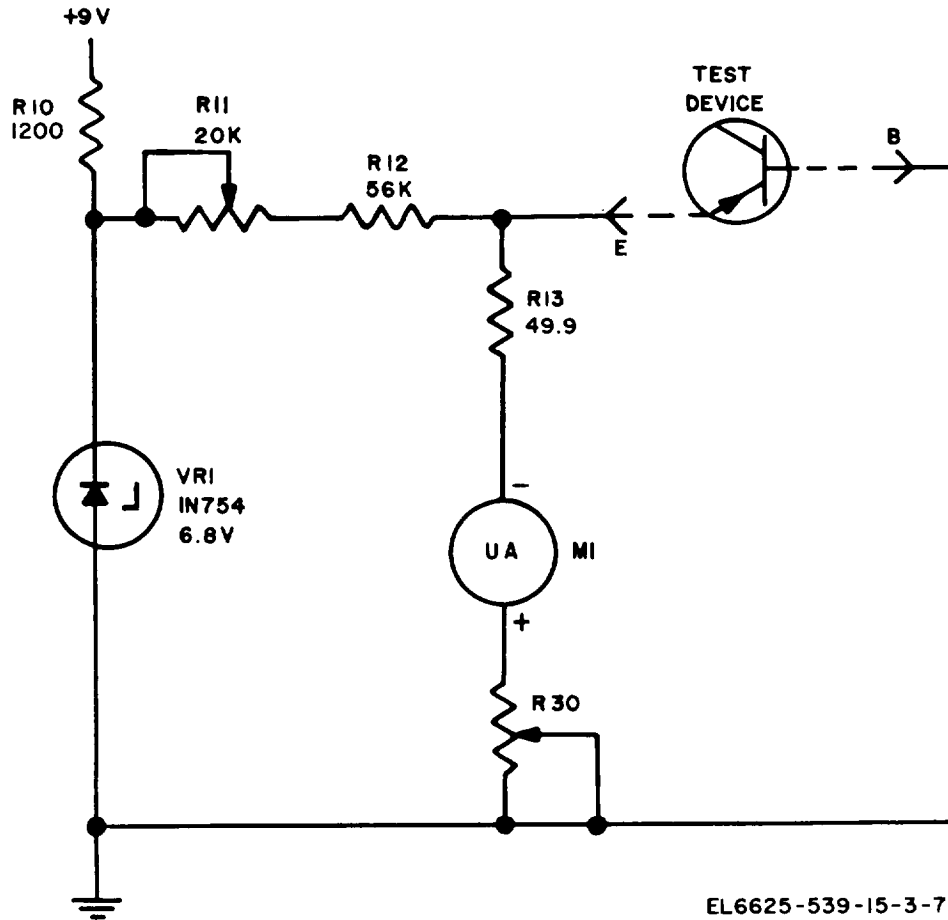 +9V
R10
1200
R11
20K
R12
56K
TEST
DEVICE
B
E
R13
49.9
VR1
IN754
6.8V
-
UA
M1
+
R30
EL6625-539-15-3-7